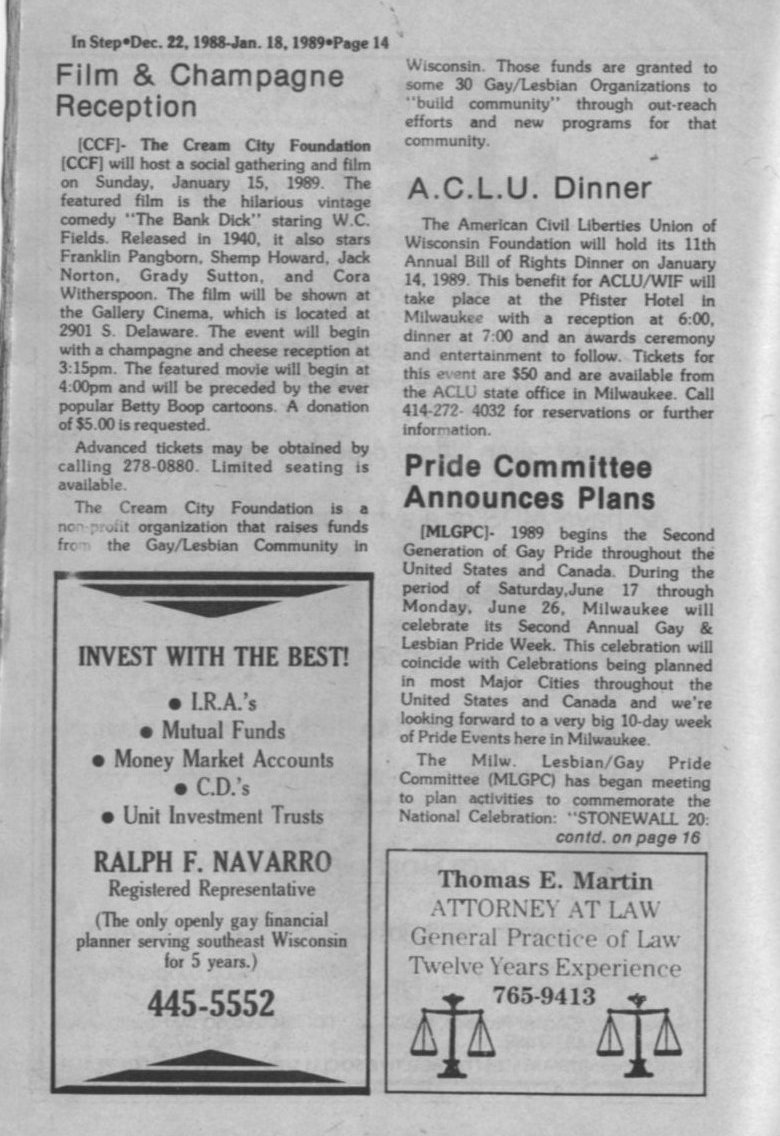 In Step•Dec. 22, 1988-Jan. 18, 1989•Page 14
Film & Champagne
Reception
[CCF]- The Cream City Foundation
[CCF] will host a social gathering and film
on Sunday, January 15, 1989. The
featured film is the hilarious vintage
comedy "The Bank Dick" staring W.C.
Fields. Released in 1940, it also stars
Franklin Pangborn, Shemp Howard, Jack
Norton, Grady Sutton, and Cora
Witherspoon. The film will be shown at
the Gallery Cinema, which is located at
2901 S. Delaware. The event will begin
with a champagne and cheese reception at
3:15pm. The featured movie will begin at
4:00pm and will be preceded by the ever
popular Betty Boop cartoons. A donation
of $5.00 is requested.
Advanced tickets may be obtained by
calling 278-0880. Limited seating is
available.
The Cream City Foundation is a
non-profit organization that raises funds
from the Gay/Lesbian Community in
INVEST WITH THE BEST!
• I.R.A.'s
• Mutual Funds
• Money Market Accounts
• C.D.'s
• Unit Investment Trusts
RALPH F. NAVARRO
Registered Representative
(The only openly gay financial
planner serving southeast Wisconsin
for 5 years.)
445-5552
Wisconsin. Those funds are granted to
some 30 Gay/Lesbian Organizations to
"build community" through out-reach
efforts and new programs for that
community.
A.C.L.U. Dinner
The American Civil Liberties Union of
Wisconsin Foundation will hold its 11th
Annual Bill of Rights Dinner on January
14, 1989. This benefit for ACLU/WIF will
take place at the Pfister Hotel in
Milwaukee with a reception at 6:00,
dinner at 7:00 and an awards ceremony
and entertainment to follow. Tickets for
this event are $50 and are available from
the ACLU state office in Milwaukee. Call
414-272- 4032 for reservations or further
information.
Pride Committee
Announces Plans
[MLGPC]- 1989 begins the Second
Generation of Gay Pride throughout the
United States and Canada. During the
period of Saturday,June 17 through
Monday, June 26, Milwaukee will
celebrate its Second Annual Gay &
Lesbian Pride Week. This celebration will
coincide with Celebrations being planned
in most Major Cities throughout the
United States and Canada and we're
looking forward to a very big 10-day week
of Pride Events here in Milwaukee.
The Milw. Lesbian/Gay Pride
Committee (MLGPC) has began meeting
to plan activities to commemorate the
National Celebration: "STONEWALL 20:
contd. on page 16
Thomas E. Martin
ATTORNEY AT LAW
General Practice of Law
Twelve Years Experience
765-9413